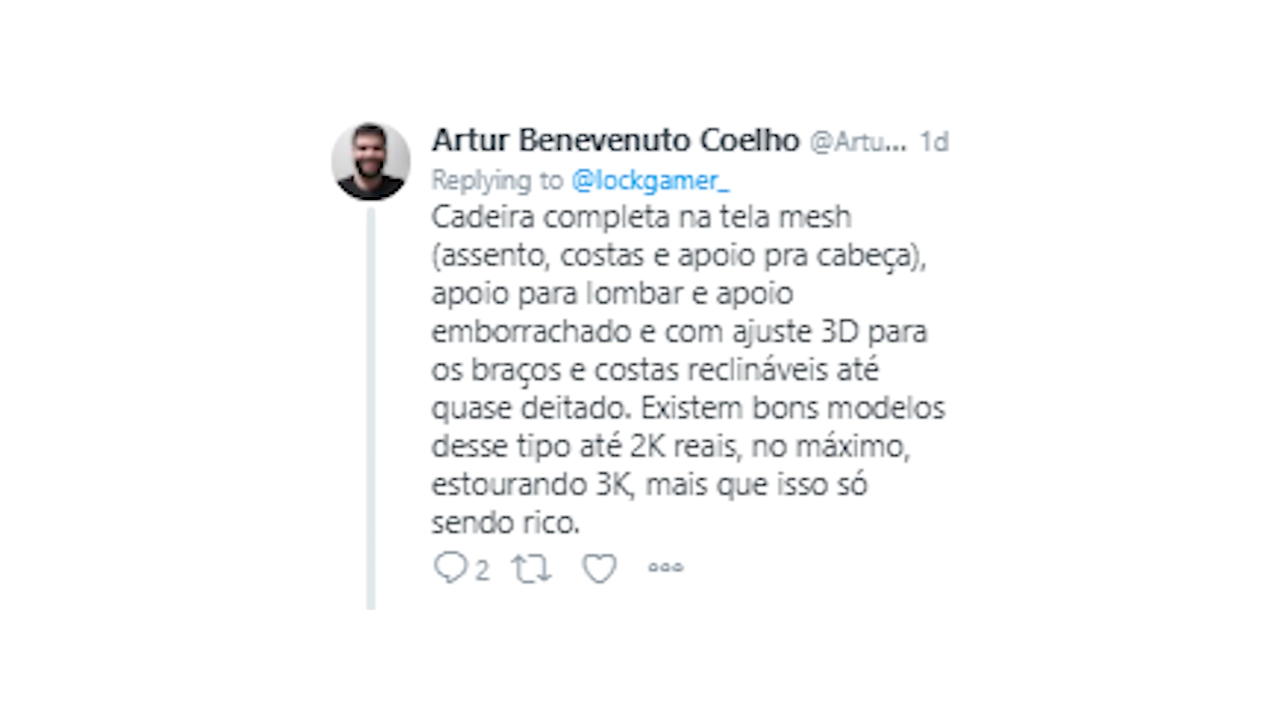 Artur Benevenuto Coelho @Artu... 1d
Replying to @lockgamer_
Cadeira completa na tela mesh
(assento, costas e apoio pra cabeça),
apoio para lombar e apoio
emborrachado e com ajuste 3D para
os braços e costas reclináveis até
quase deitado. Existem bons modelos
desse tipo até 2K reais, no máximo,
estourando 3K, mais que isso só
sendo rico.
2